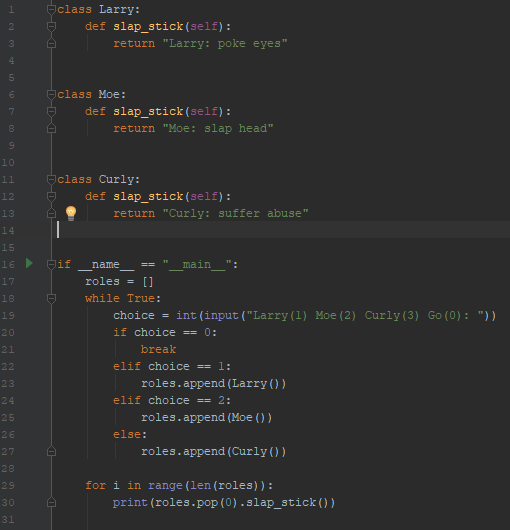 1 class Larry:
2     def slap_stick(self):
3         return "Larry: poke eyes"
4
5
6 class Moe:
7     def slap_stick(self):
8         return "Moe: slap head"
9
10
11 class Curly:
12     def slap_stick(self):
13         return "Curly: suffer abuse"
14
15
16 if __name__ == "__main__":
17     roles = []
18     while True:
19         choice = int(input("Larry(1) Moe(2) Curly(3) Go(0): "))
20         if choice == 0:
21             break
22         elif choice == 1:
23             roles.append(Larry())
24         elif choice == 2:
25             roles.append(Moe())
26         else:
27             roles.append(Curly())
28
29     for i in range(len(roles)):
30         print(roles.pop(0).slap_stick())
31